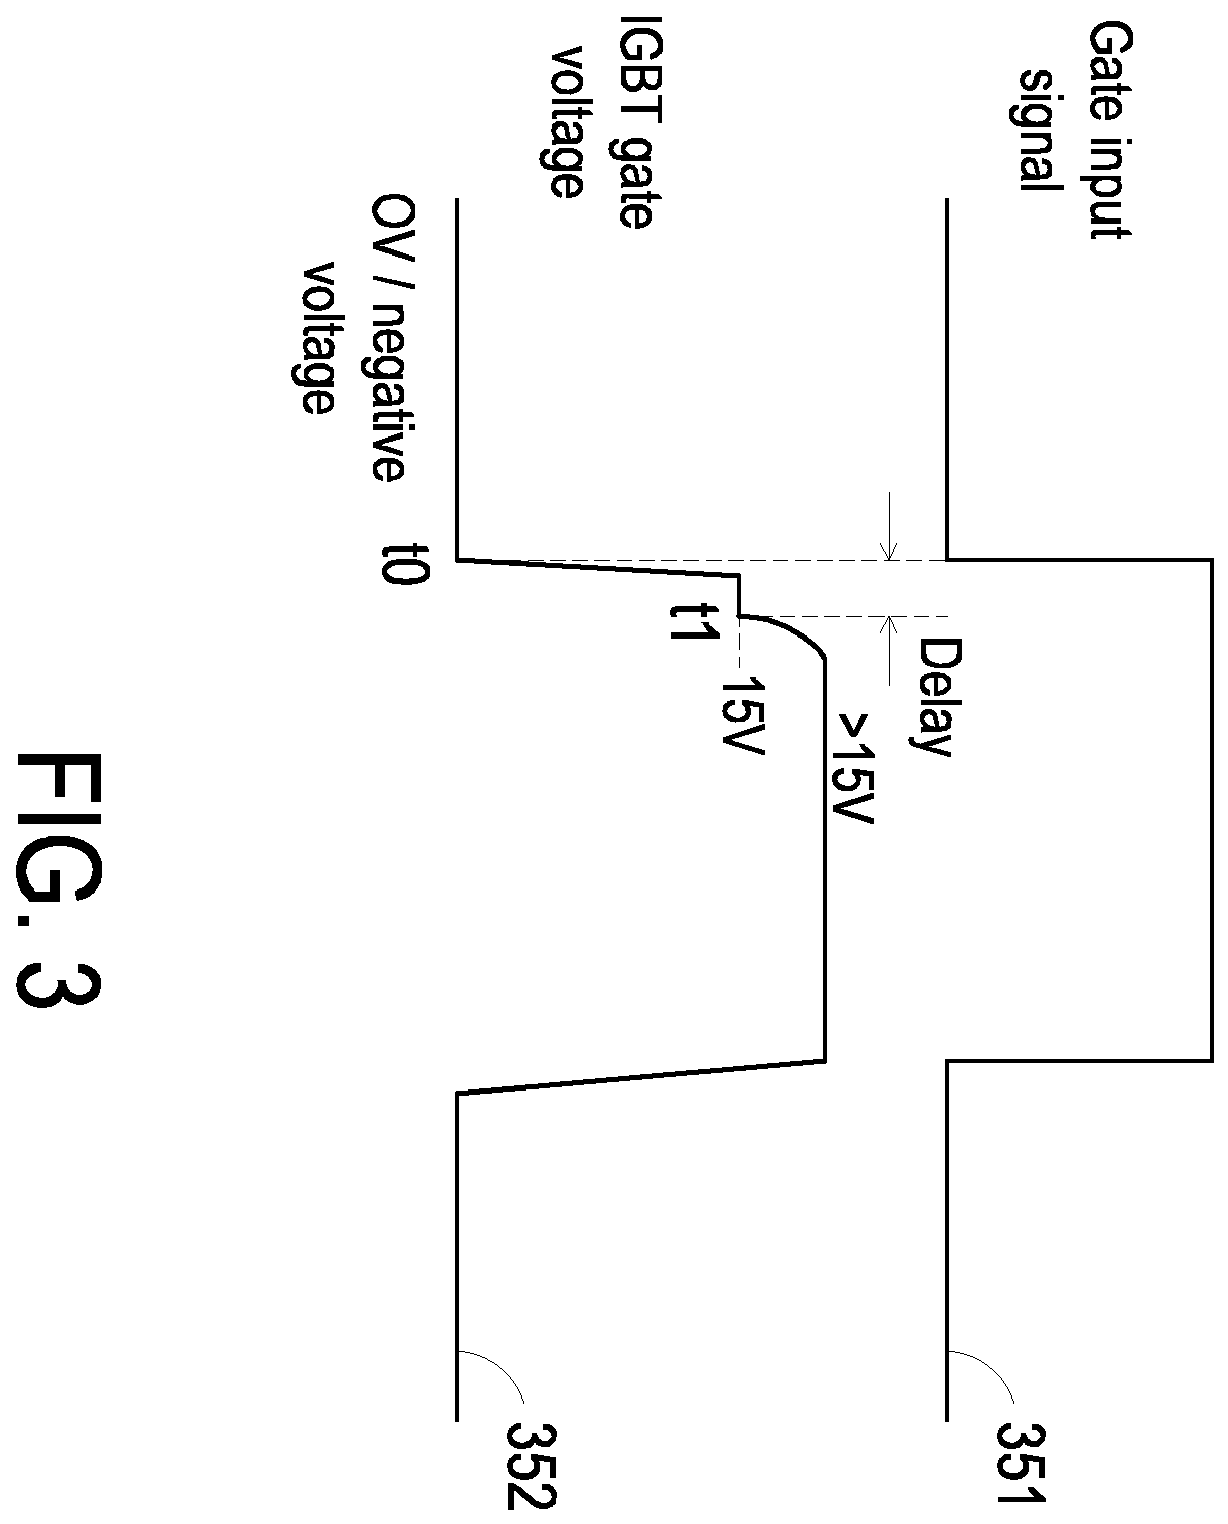 Gate input
signal
351
Delay
>15V
15V
t1
IGBT gate
voltage
352
t0
OV / negative
voltage
FIG. 3